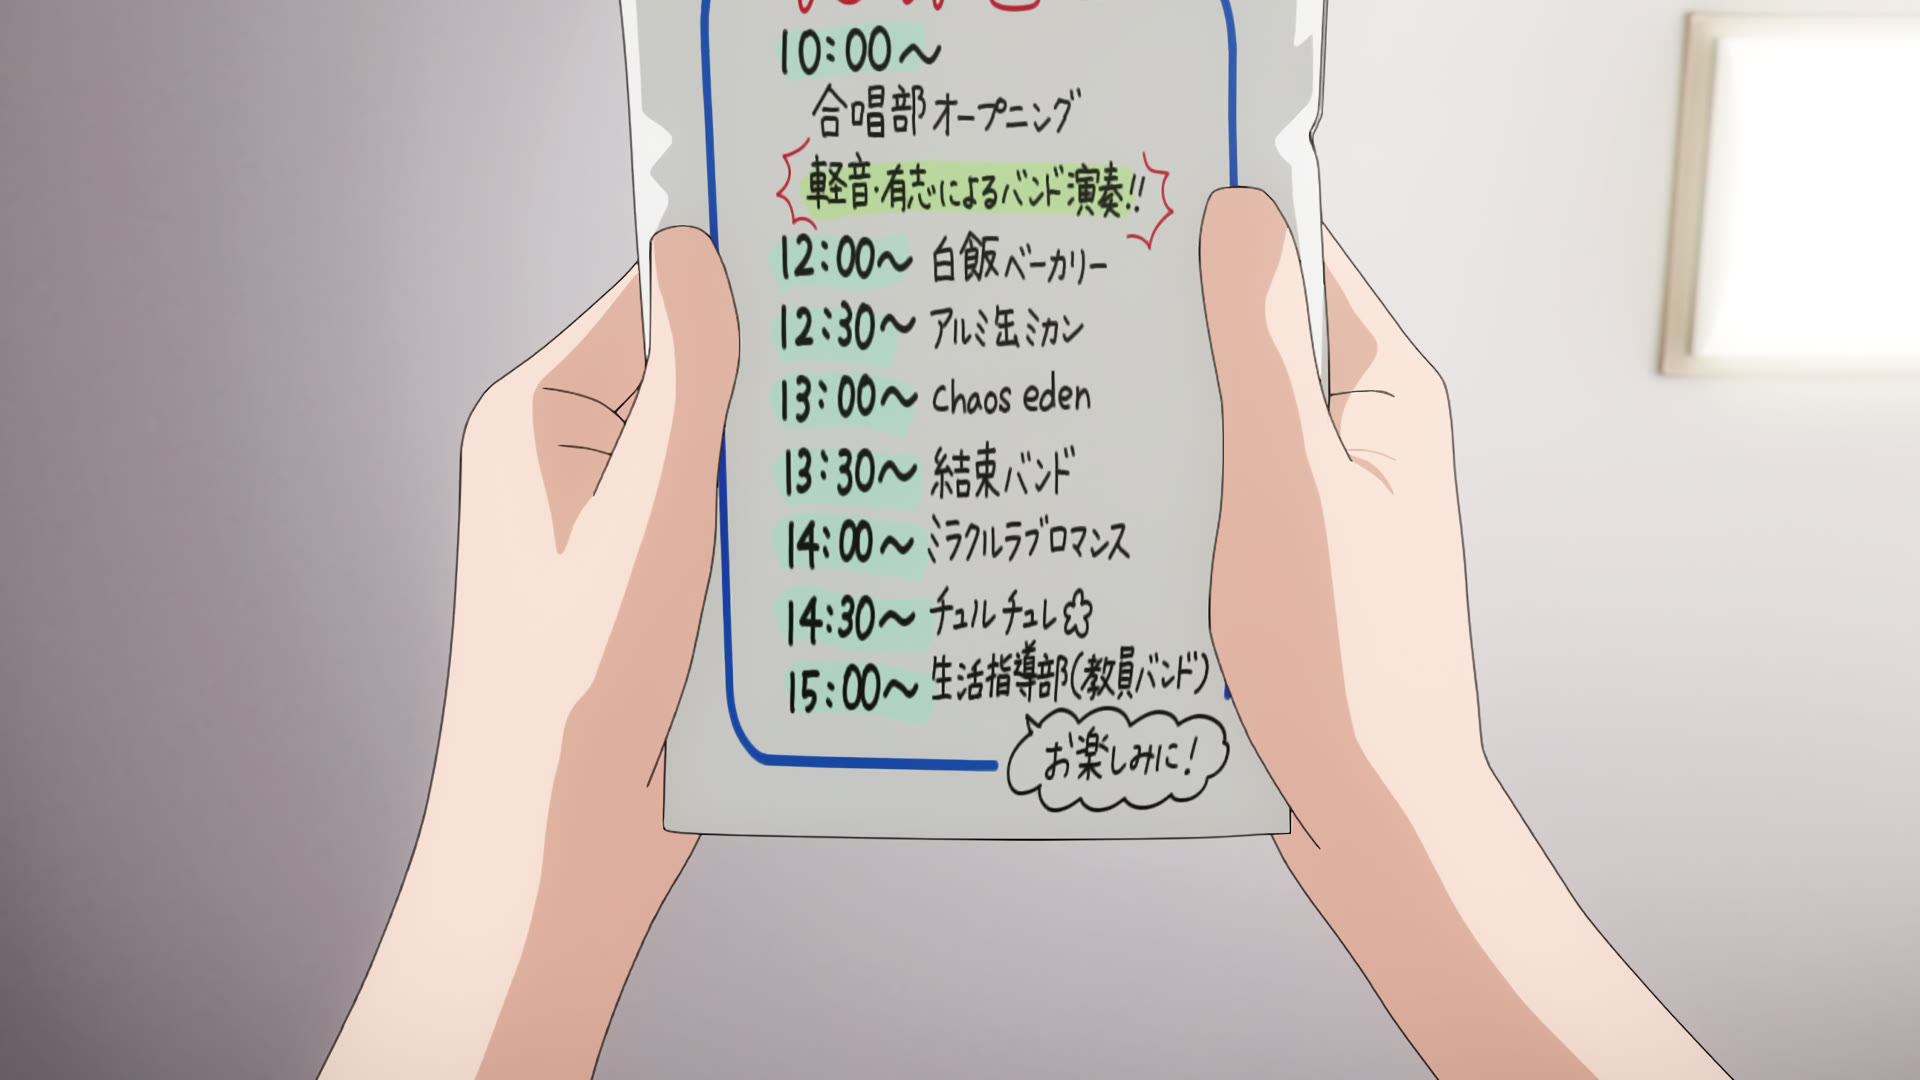 10:00〜
合唱部オープニング
軽音・有志によるバンド演奏!!
12:00〜 白飯ベーカリー
12:30〜 アルミ缶ミカン
13:00〜 chaos eden
13:30〜 結束バンド
14:00〜 ミラクルラブロマンス
14:30〜 チュルチュレ☆
15:00〜 生活指導部(教員バンド)
お楽しみに!